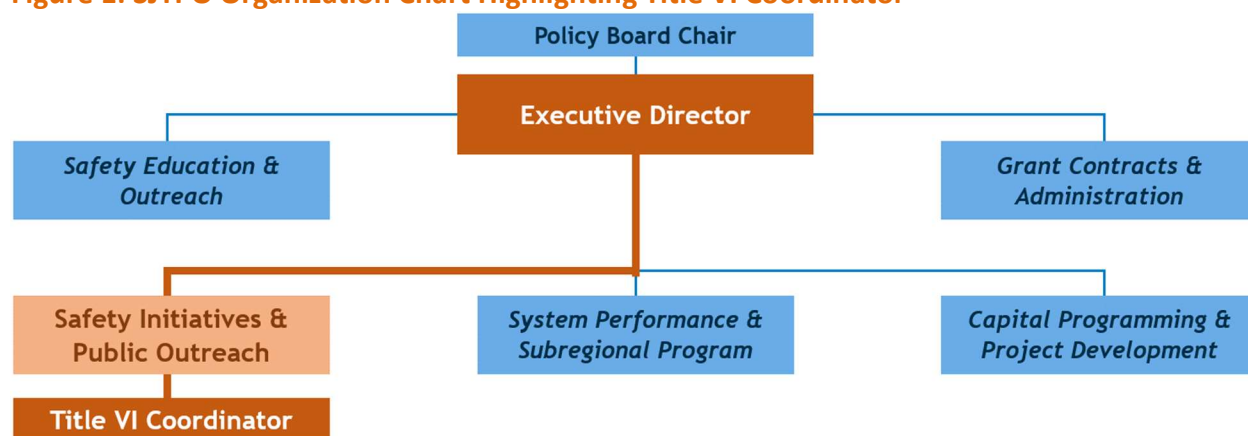 Policy Board Chair
Executive Director
Safety Education &
Outreach
Grant Contracts &
Administration
Safety Initiatives &
Public Outreach
System Performance &
Subregional Program
Capital Programming &
Project Development
Title VI Coordinator